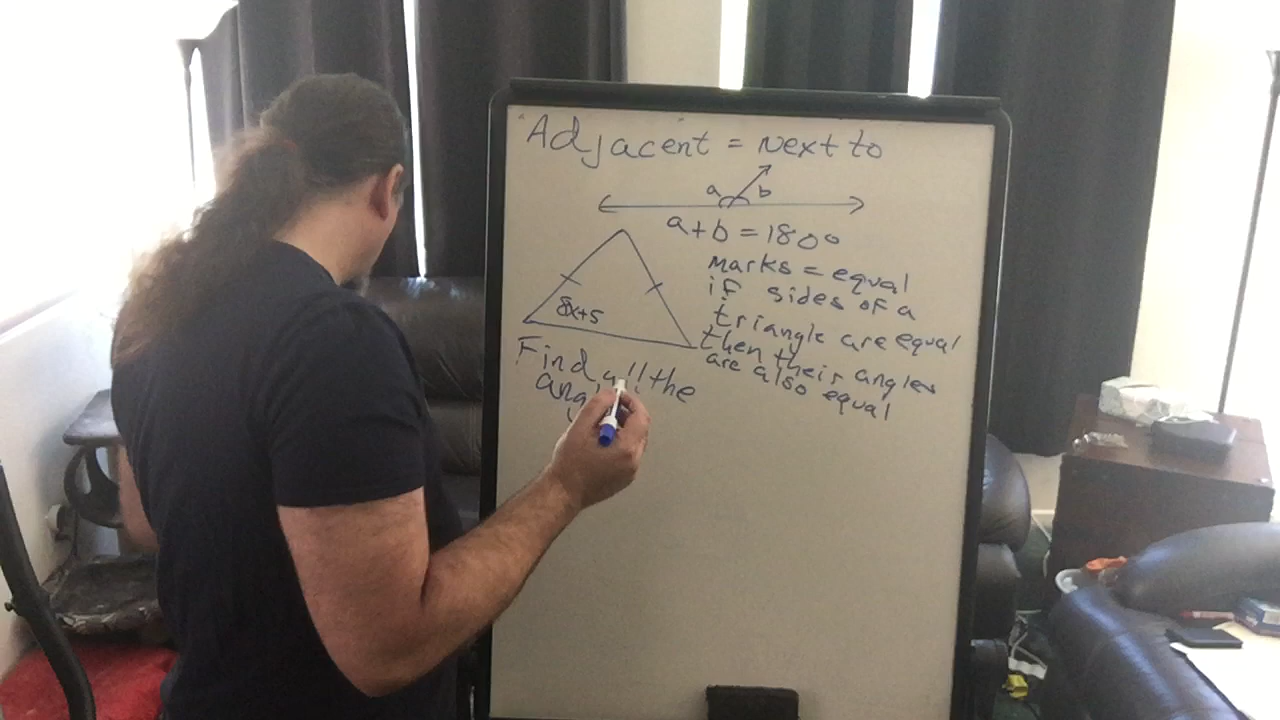 Adjacent = Next to
a b
a+b=180°
marks = equal
if sides of a
triangle are equal
then their angles
are also equal
8x+5
Find all the